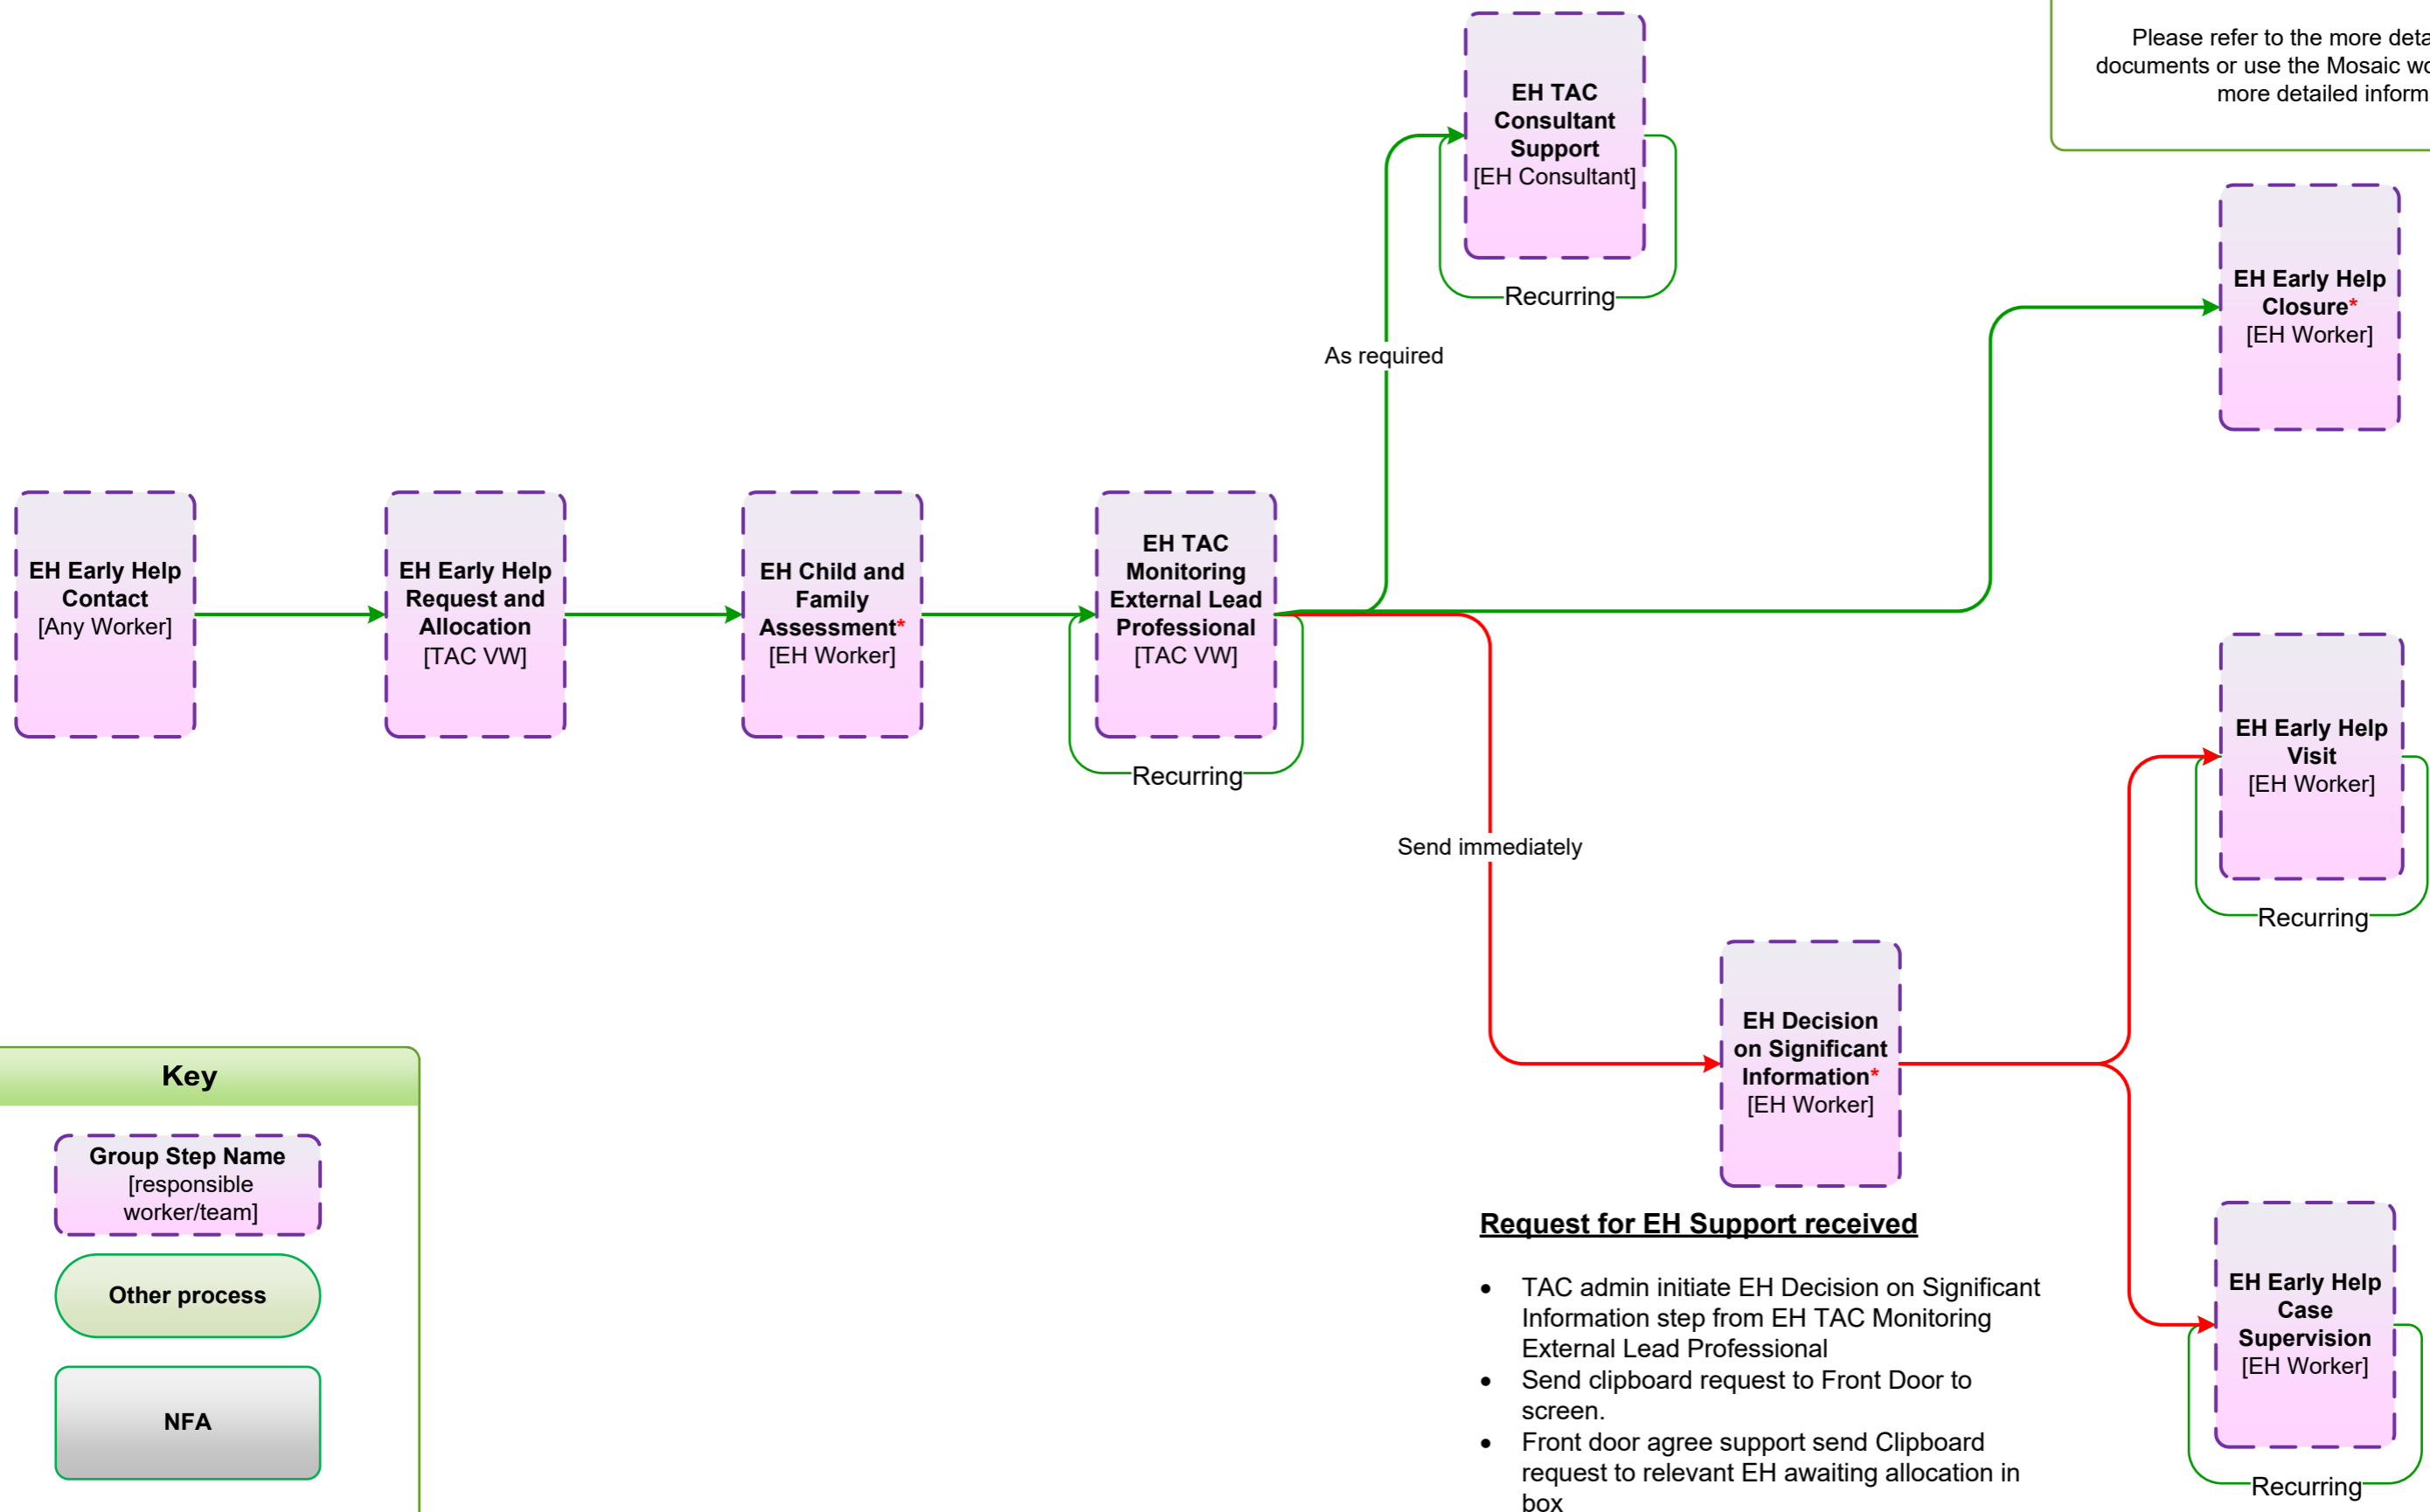 Please refer to the more deta
documents or use the Mosaic wo
more detailed inform
EH TAC
Consultant
Support
[EH Consultant]
Recurring
As required
EH Early Help
Closure*
[EH Worker]
EH Early Help
Contact
[Any Worker]
EH Early Help
Request and
Allocation
[TAC VW]
EH Child and
Family
Assessment*
[EH Worker]
EH TAC
Monitoring
External Lead
Professional
[TAC VW]
Recurring
Send immediately
EH Early Help
Visit
[EH Worker]
Recurring
EH Decision
on Significant
Information*
[EH Worker]
EH Early Help
Case
Supervision
[EH Worker]
Recurring
Key
Group Step Name
[responsible
worker/team]
Other process
NFA
Request for EH Support received
• TAC admin initiate EH Decision on Significant
Information step from EH TAC Monitoring
External Lead Professional
• Send clipboard request to Front Door to
screen.
• Front door agree support send Clipboard
request to relevant EH awaiting allocation in
box